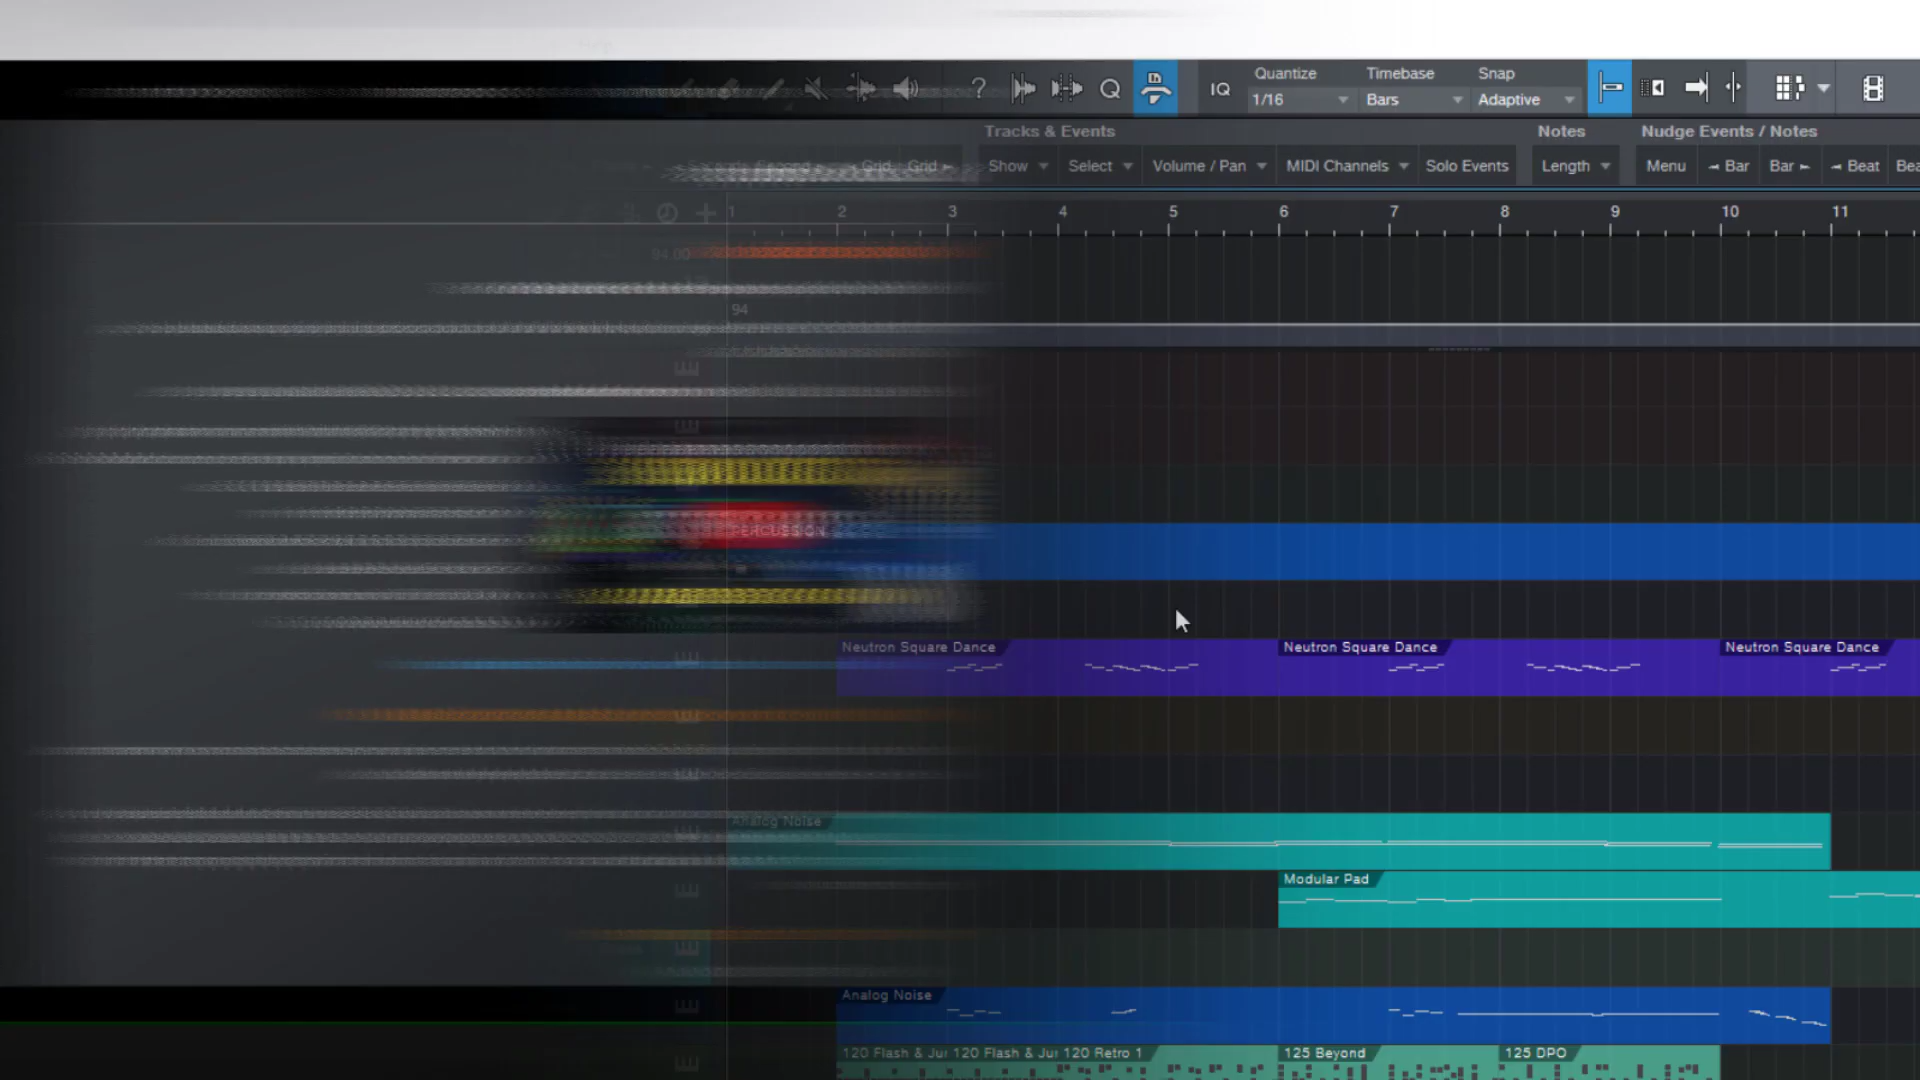 ? Q IQ Quantize Timebase Snap
1/16 Bars Adaptive
Tracks & Events Notes Nudge Events / Notes
Grid Grid Show Select Volume / Pan MIDI Channels Solo Events Length Menu Bar Bar Beat Bea
1 2 3 4 5 6 7 8 9 10 11
94.00
94
PERCUSSION
Neutron Square Dance Neutron Square Dance Neutron Square Dance
Analog Noise
Modular Pad
Analog Noise
120 Flash & Jur 120 Flash & Jur 120 Retro 1 125 Beyond 125 DPO